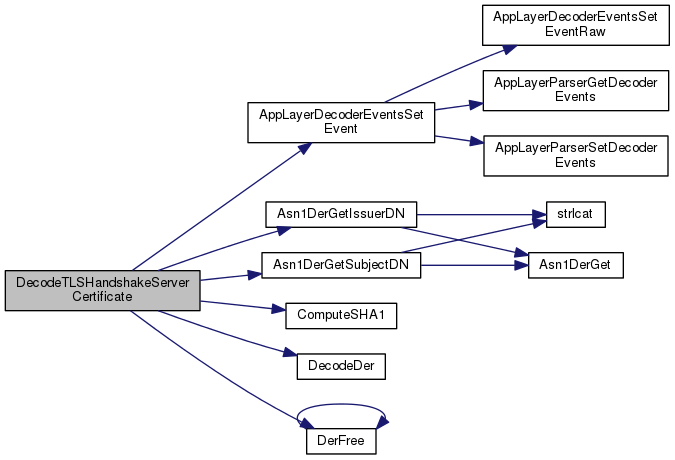 AppLayerDecoderEventsSet
EventRaw
AppLayerParserGetDecoder
Events
AppLayerDecoderEventsSet
Event
AppLayerParserSetDecoder
Events
Asn1DerGetIssuerDN
strlcat
Asn1DerGetSubjectDN
Asn1DerGet
DecodeTLSHandshakeServer
Certificate
ComputeSHA1
DecodeDer
DerFree